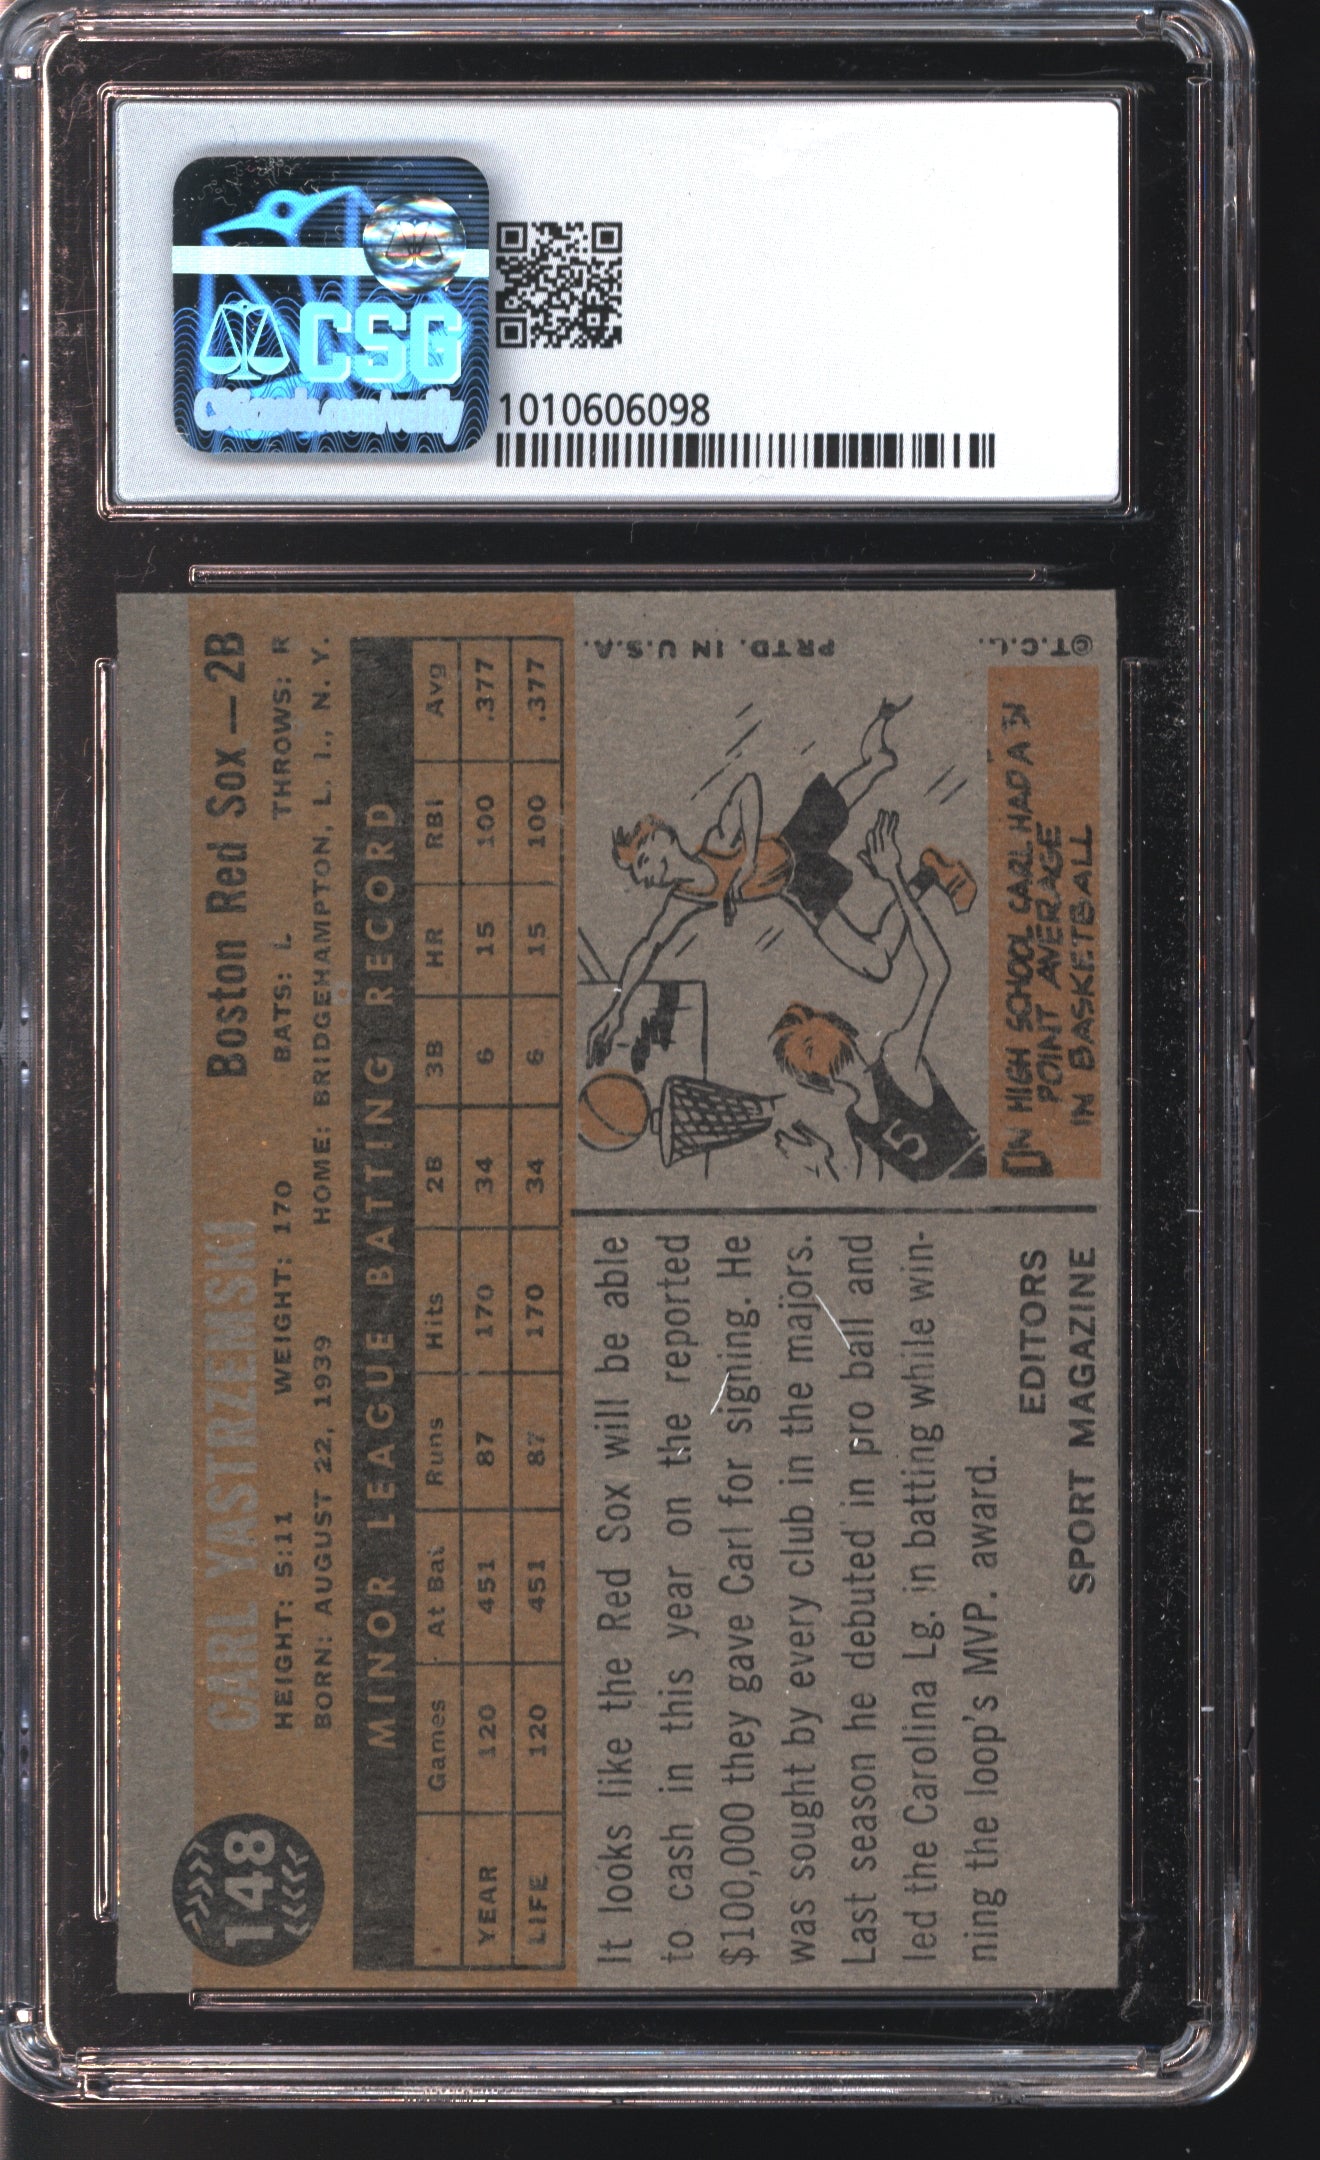 CSG
CSGcards.com/verify
1010606098
148
CARL YASTRZEMSKI
Boston Red Sox—2B
HEIGHT: 5:11 WEIGHT: 170 BATS: L THROWS: R
BORN: AUGUST 22, 1939 HOME: BRIDGEHAMPTON, L. I., N. Y.
MINOR LEAGUE BATTING RECORD
Games At Bat Runs Hits 2B 3B HR RBI Avg
YEAR 120 451 87 170 34 6 15 100 .377
LIFE 120 451 87 170 34 6 15 100 .377
It looks like the Red Sox will be able
to cash in this year on the reported
$100,000 they gave Carl for signing. He
was sought by every club in the majors.
Last season he debuted in pro ball and
led the Carolina Lg. in batting while win-
ning the loop's MVP. award.
EDITORS
SPORT MAGAZINE
5
IN HIGH SCHOOL CARL HAD A 31
POINT AVERAGE
IN BASKETBALL
©T.C.G.
PRTD. IN U.S.A.